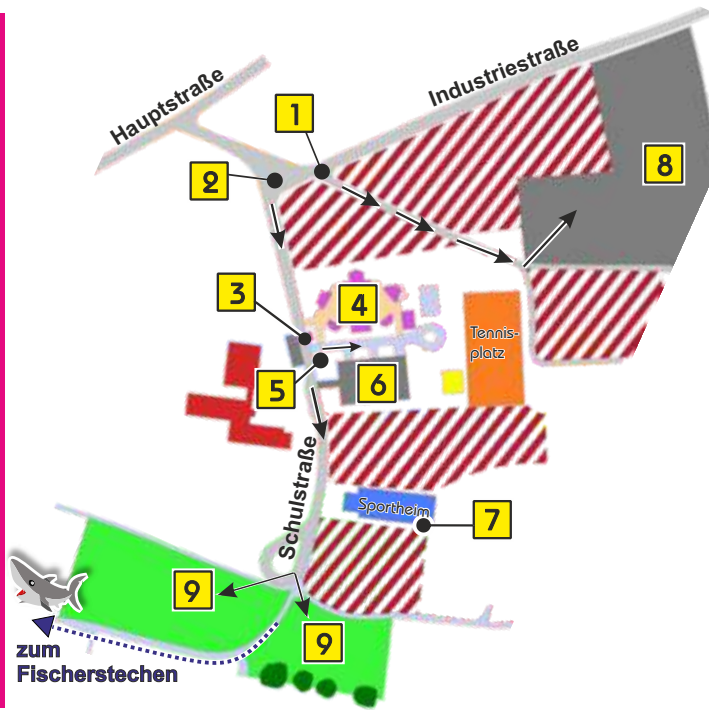 Industriestraße
Hauptstraße
1
8
2
3
4
Tennis-
platz
5
6
Schulstraße
Sportheim
7
9
9
zum
Fischerstechen